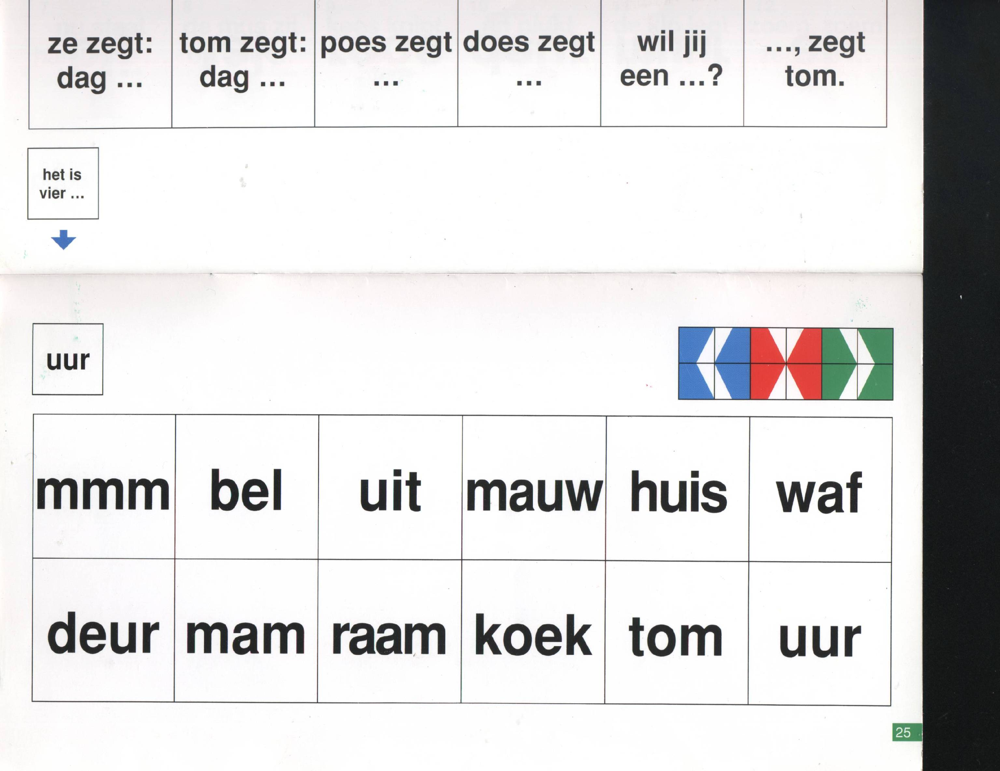 ze zegt:
dag ...
tom zegt:
dag ...
poes zegt
...
does zegt
...
wil jij
een ...?
..., zegt
tom.
het is
vier ...
uur
mmm
bel
uit
mauw
huis
waf
deur
mam
raam
koek
tom
uur
25